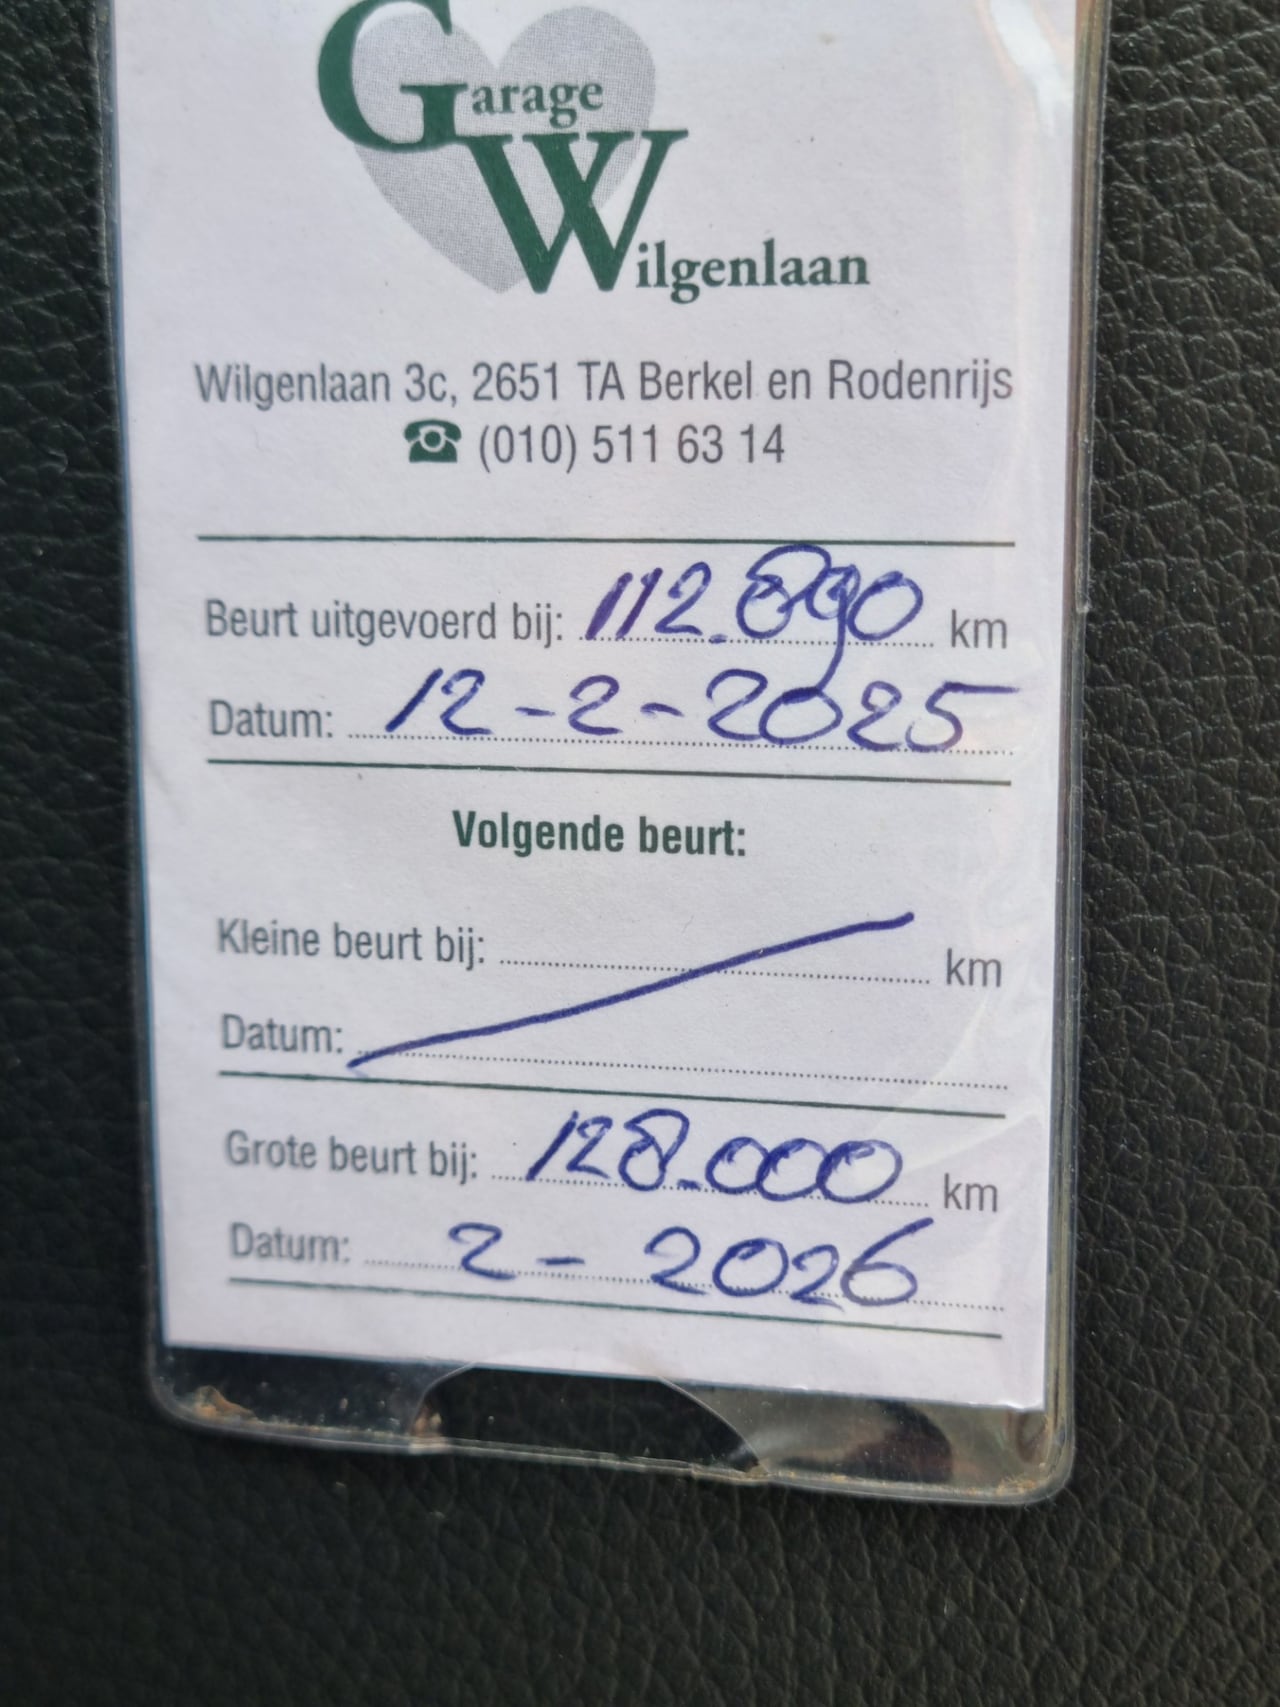 Garage
Wilgenlaan
Wilgenlaan 3c, 2651 TA Berkel en Rodenrijs
☎ (010) 511 63 14
Beurt uitgevoerd bij: 112.890 km
Datum: 12-2-2025
Volgende beurt:
Kleine beurt bij: km
Datum:
Grote beurt bij: 128.000 km
Datum: 2-2026